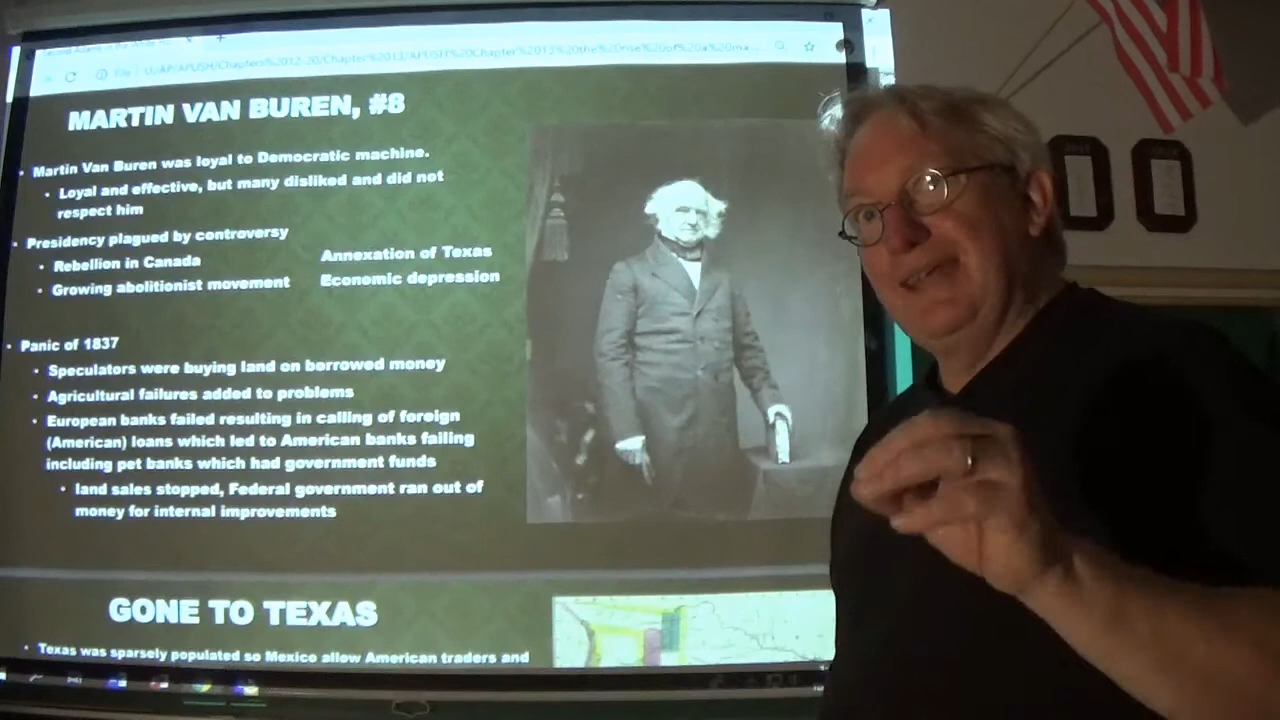 File
MARTIN VAN BUREN, #8
• Martin Van Buren was loyal to Democratic machine.
• Loyal and effective, but many disliked and did not
respect him
• Presidency plagued by controversy
• Rebellion in Canada
Annexation of Texas
• Growing abolitionist movement
Economic depression
• Panic of 1837
• Speculators were buying land on borrowed money
• Agricultural failures added to problems
• European banks failed resulting in calling of foreign
(American) loans which led to American banks failing
including pet banks which had government funds
• land sales stopped, Federal government ran out of
money for internal improvements
GONE TO TEXAS
• Texas was sparsely populated so Mexico allow American traders and